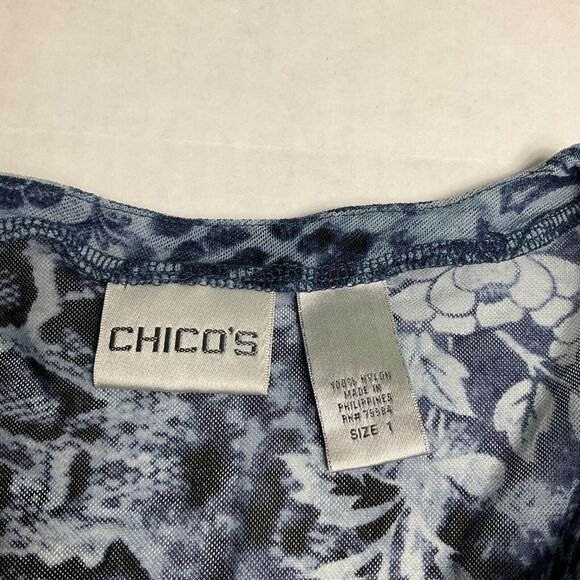 CHICO'S
100% NYLON
MADE IN
PHILIPPINES
RN# 79984
SIZE 1